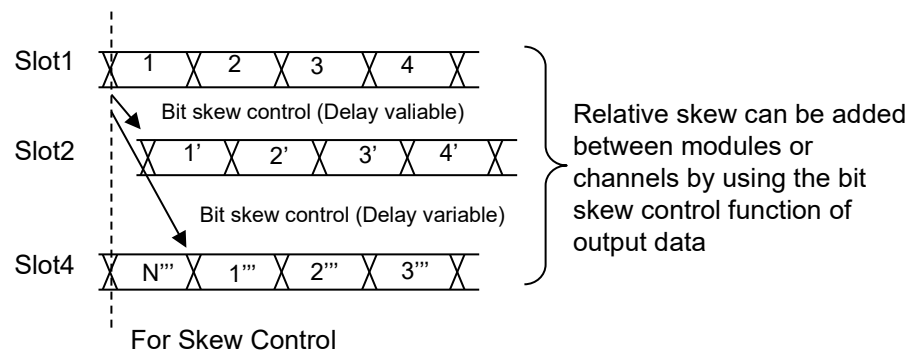 Slot1
1 2 3 4
Bit skew control (Delay valiable)
Slot2
1' 2' 3' 4'
Bit skew control (Delay variable)
Slot4
N''' 1''' 2''' 3'''
For Skew Control
Relative skew can be added
between modules or
channels by using the bit
skew control function of
output data